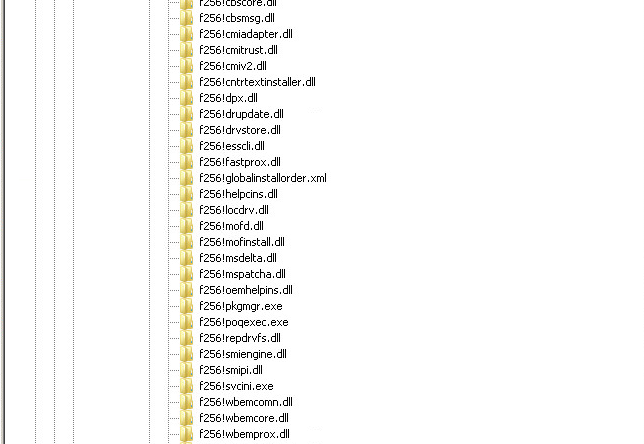 f256!cbscore.dll
f256!cbsmsg.dll
f256!cmiadapter.dll
f256!cmitrust.dll
f256!cmiv2.dll
f256!cntrtextinstaller.dll
f256!dpx.dll
f256!drupdate.dll
f256!drvstore.dll
f256!esscli.dll
f256!fastprox.dll
f256!globalinstallorder.xml
f256!helpcins.dll
f256!locdrv.dll
f256!mofd.dll
f256!mofinstall.dll
f256!msdelta.dll
f256!mspatcha.dll
f256!oemhelpins.dll
f256!pkgmgr.exe
f256!poqexec.exe
f256!repdrvfs.dll
f256!smiengine.dll
f256!smipi.dll
f256!svcini.exe
f256!wbemcomn.dll
f256!wbemcore.dll
f256!wbemprox.dll